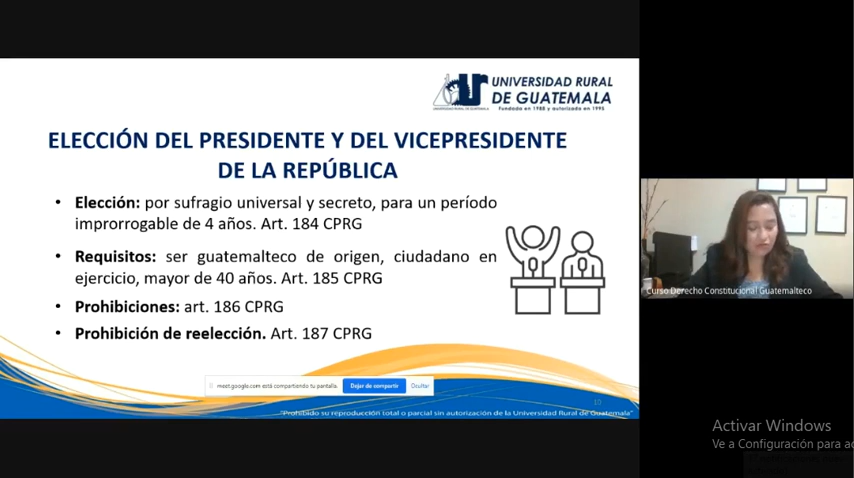 UNIVERSIDAD RURAL
DE GUATEMALA
Fundada en 1988 y autorizada en 1995
ELECCIÓN DEL PRESIDENTE Y DEL VICEPRESIDENTE
DE LA REPÚBLICA
• Elección: por sufragio universal y secreto, para un período
improrrogable de 4 años. Art. 184 CPRG
• Requisitos: ser guatemalteco de origen, ciudadano en
ejercicio, mayor de 40 años. Art. 185 CPRG
• Prohibiciones: art. 186 CPRG
• Prohibición de reelección. Art. 187 CPRG
meet.google.com está compartiendo tu pantalla.
Dejar de compartir
Ocultar
10
"Prohibido su reproducción total o parcial sin autorización de la Universidad Rural de Guatemala"
Curso Derecho Constitucional Guatemalteco
Activar Windows
Ve a Configuración para